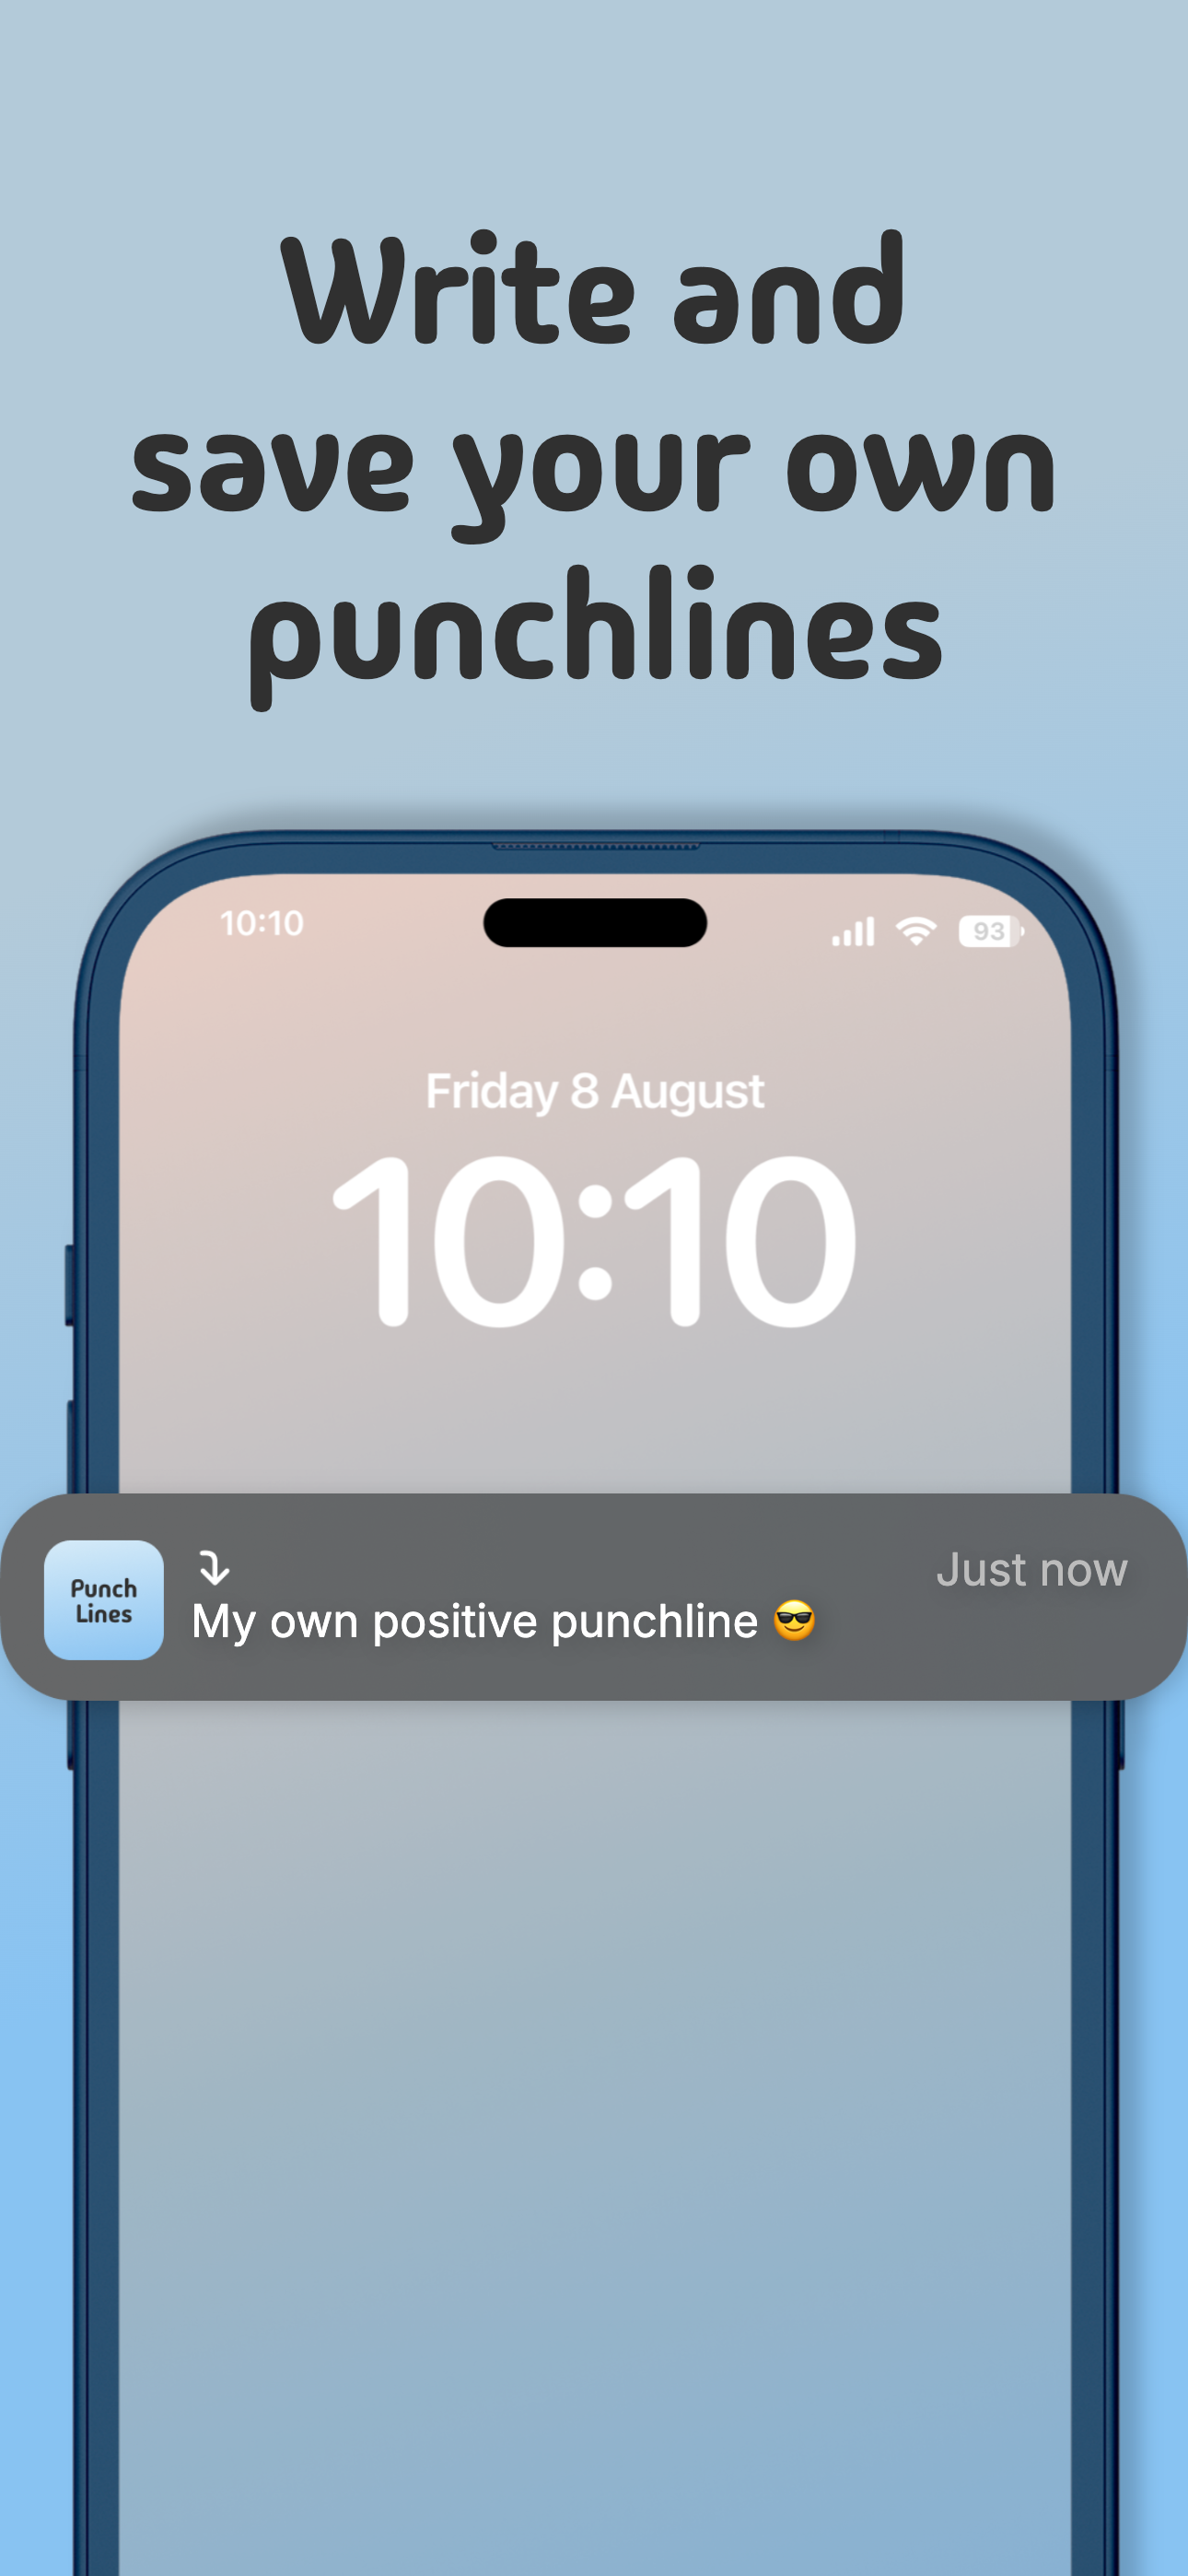 Write and
save your own
punchlines
10:10
93
Friday 8 August
10:10
Punch
Lines
⤵
Just now
My own positive punchline 😎